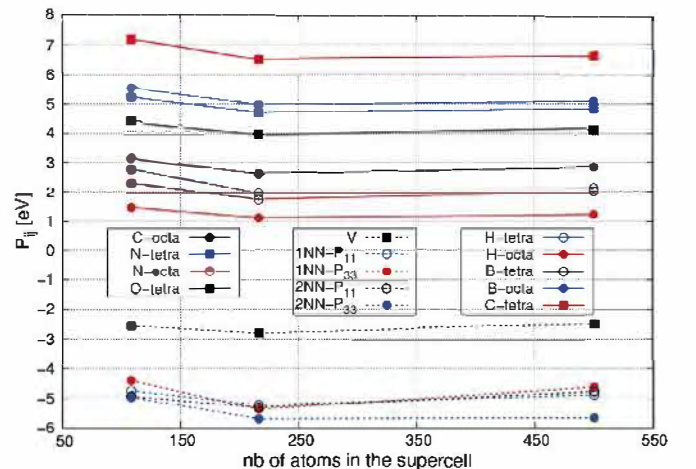 8
7
6
5
4
3
2
1
0
−1
−2
−3
−4
−5
−6
P_ij [eV]
C−octa
N−tetra
N−octa
O−tetra
V
1NN−P_11
1NN−P_33
2NN−P_11
2NN−P_33
H−tetra
H−octa
B−tetra
B−octa
C−tetra
50 150 250 350 450 550
nb of atoms in the supercell